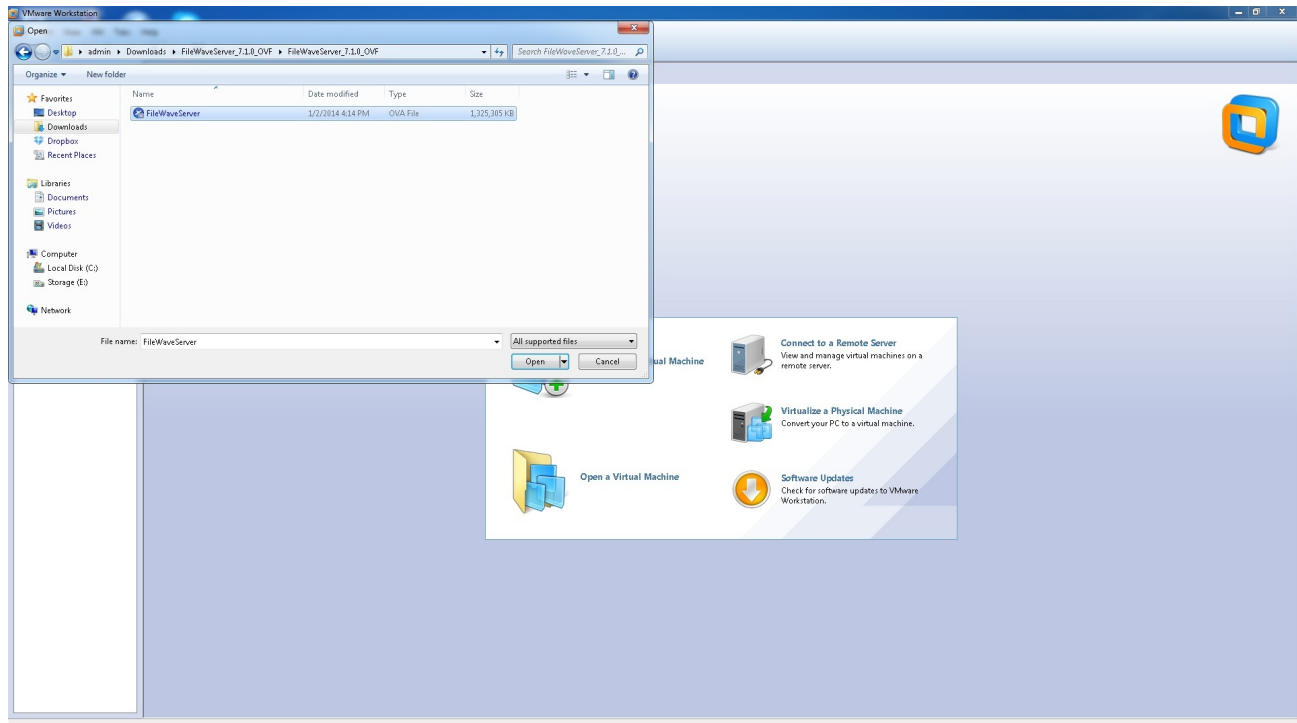 VMware Workstation
Open
admin ▸ Downloads ▸ FileWaveServer_7.1.0_OVF ▸ FileWaveServer_7.1.0_OVF
Search FileWaveServer_7.1.0_...
Organize
New folder
Name
Date modified
Type
Size
FileWaveServer
1/2/2014 4:14 PM
OVA File
1,325,305 KB
Favorites
Desktop
Downloads
Dropbox
Recent Places
Libraries
Documents
Pictures
Videos
Computer
Local Disk (C:)
Storage (E:)
Network
File name:
FileWaveServer
All supported files
Open
Cancel
tual Machine
Connect to a Remote Server
View and manage virtual machines on a
remote server.
Virtualize a Physical Machine
Convert your PC to a virtual machine.
Open a Virtual Machine
Software Updates
Check for software updates to VMware
Workstation.